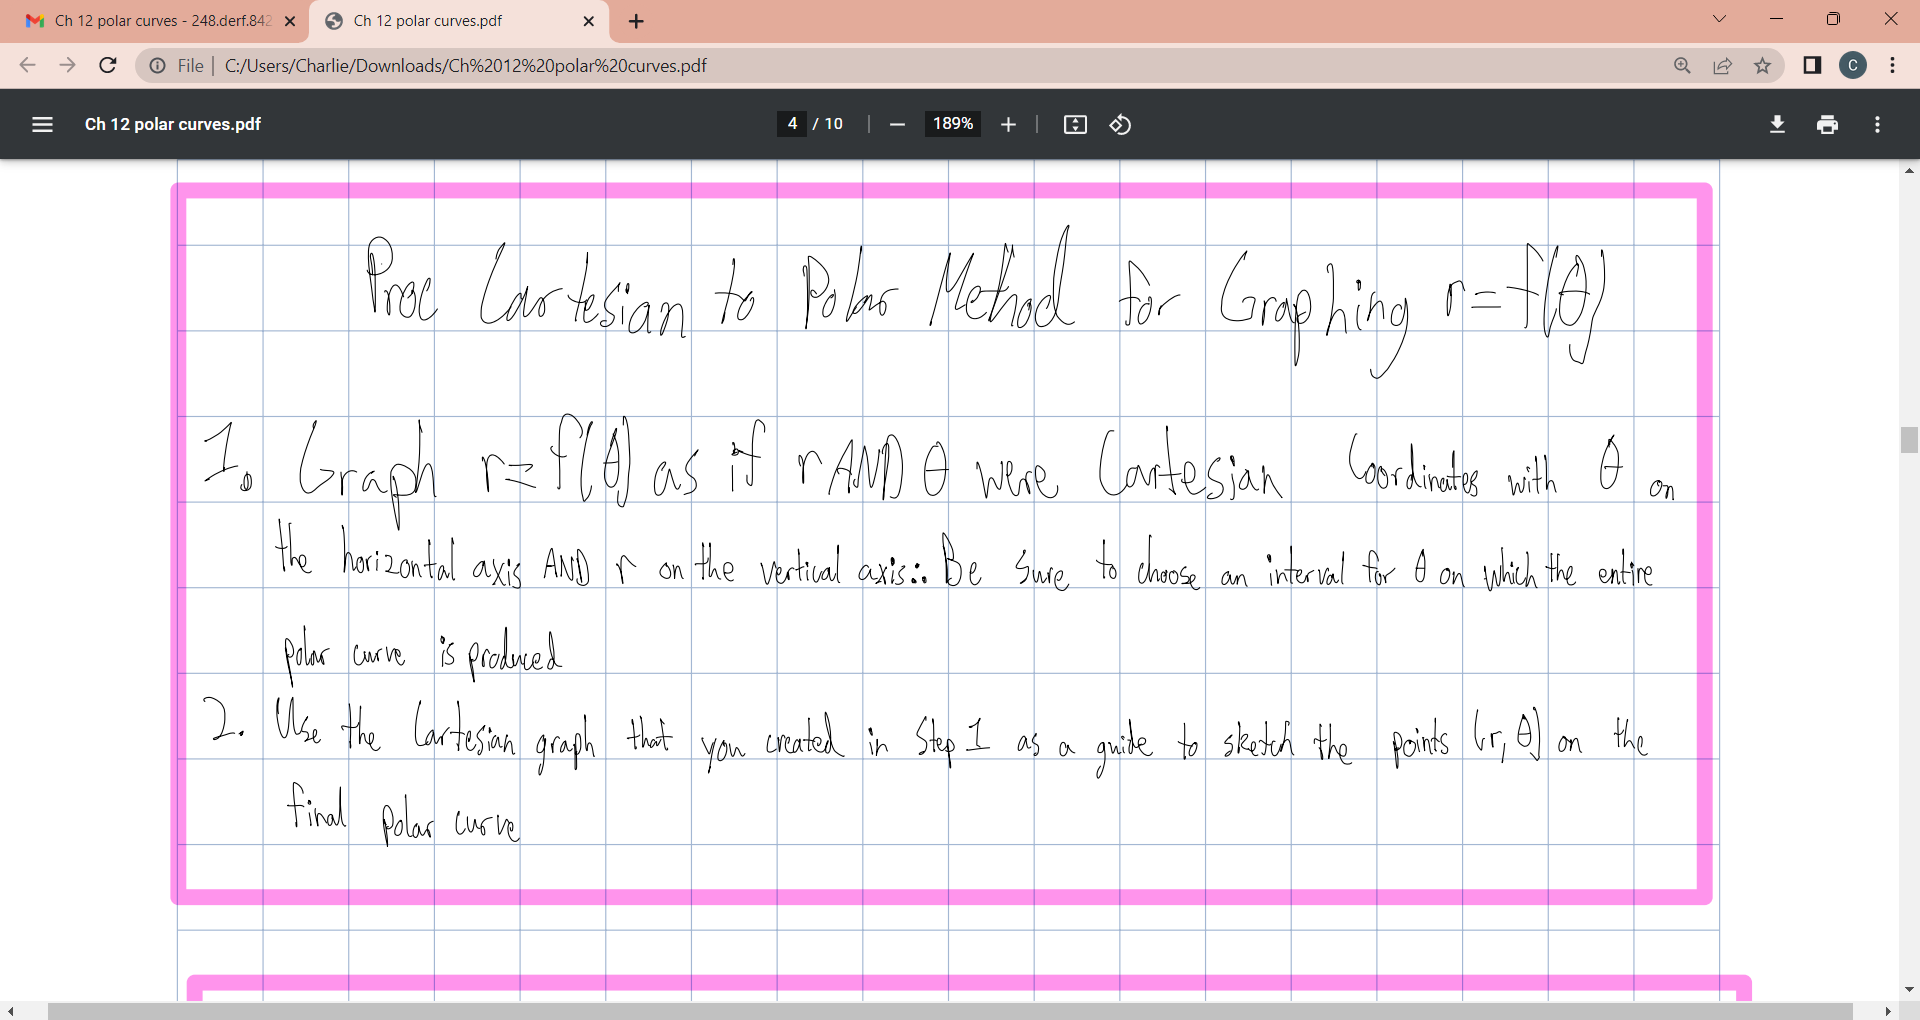 Ch 12 polar curves - 248.derf.842
Ch 12 polar curves.pdf
File | C:/Users/Charlie/Downloads/Ch%2012%20polar%20curves.pdf
C
Ch 12 polar curves.pdf
4 / 10
189%
Proc Cartesian to Polar Method for Graphing r=f(θ)
1. Graph r=f(θ) as if r AND θ were Cartesian Coordinates with θ on
the horizontal axis AND r on the vertical axis∴ Be sure to choose an interval for θ on which the entire
polar curve is produced
2. Use the Cartesian graph that you created in Step 1 as a guide to sketch the points (r, θ) on the
final polar curve